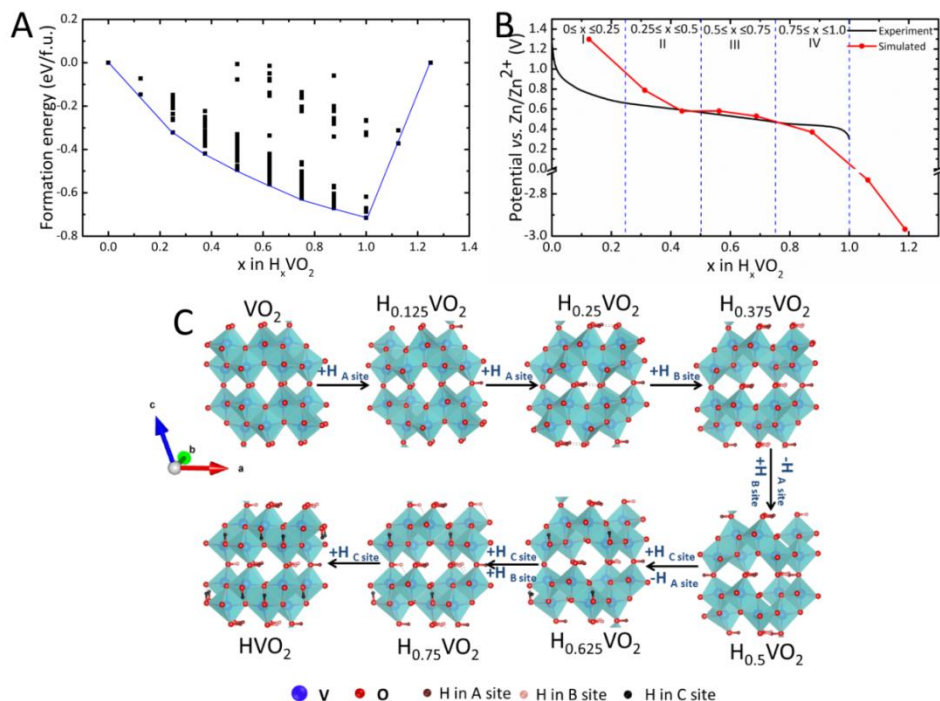 A
Formation energy (eV/f.u.)
0.0
-0.2
-0.4
-0.6
-0.8
0.0 0.2 0.4 0.6 0.8 1.0 1.2
x in HₓVO₂
B
Potential vs. Zn/Zn²⁺ (V)
1.4
1.2
1.0
0.8
0.6
0.4
0.2
0.0
-2.8
-3.0
0≤ x ≤0.25 0.25≤ x ≤0.5 0.5≤ x ≤0.75 0.75≤ x ≤1.0
I II III IV
Experiment
Simulated
0.0 0.2 0.4 0.6 0.8 1.0 1.2
x in HₓVO₂
C
VO₂ H₀.₁₂₅VO₂ H₀.₂₅VO₂ H₀.₃₇₅VO₂
+H A site
+H A site
+H B site
c
b
a
-H A site
+H B site
+H C site
+H C site
+H B site
+H C site
-H A site
HVO₂ H₀.₇₅VO₂ H₀.₆₂₅VO₂ H₀.₅VO₂
V O H in A site H in B site H in C site